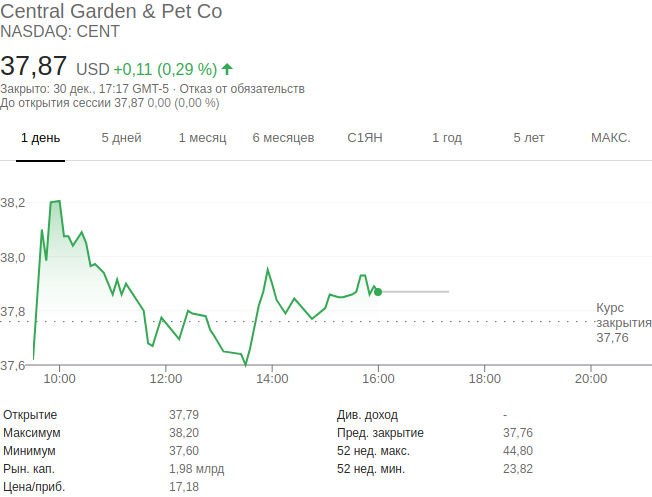 Central Garden & Pet Co
NASDAQ: CENT
37,87 USD +0,11 (0,29 %)
Закрыто: 30 дек., 17:17 GMT-5 · Отказ от обязательств
До открытия сессии 37,87 0,00 (0,00 %)
1 день 5 дней 1 месяц 6 месяцев С1ЯН 1 год 5 лет МАКС.
38,2
38,0
37,8
37,6
Курс
закрытия
37,76
10:00 12:00 14:00 16:00 18:00 20:00
Открытие 37,79 Див. доход -
Максимум 38,20 Пред. закрытие 37,76
Минимум 37,60 52 нед. макс. 44,80
Рын. кап. 1,98 млрд 52 нед. мин. 23,82
Цена/приб. 17,18